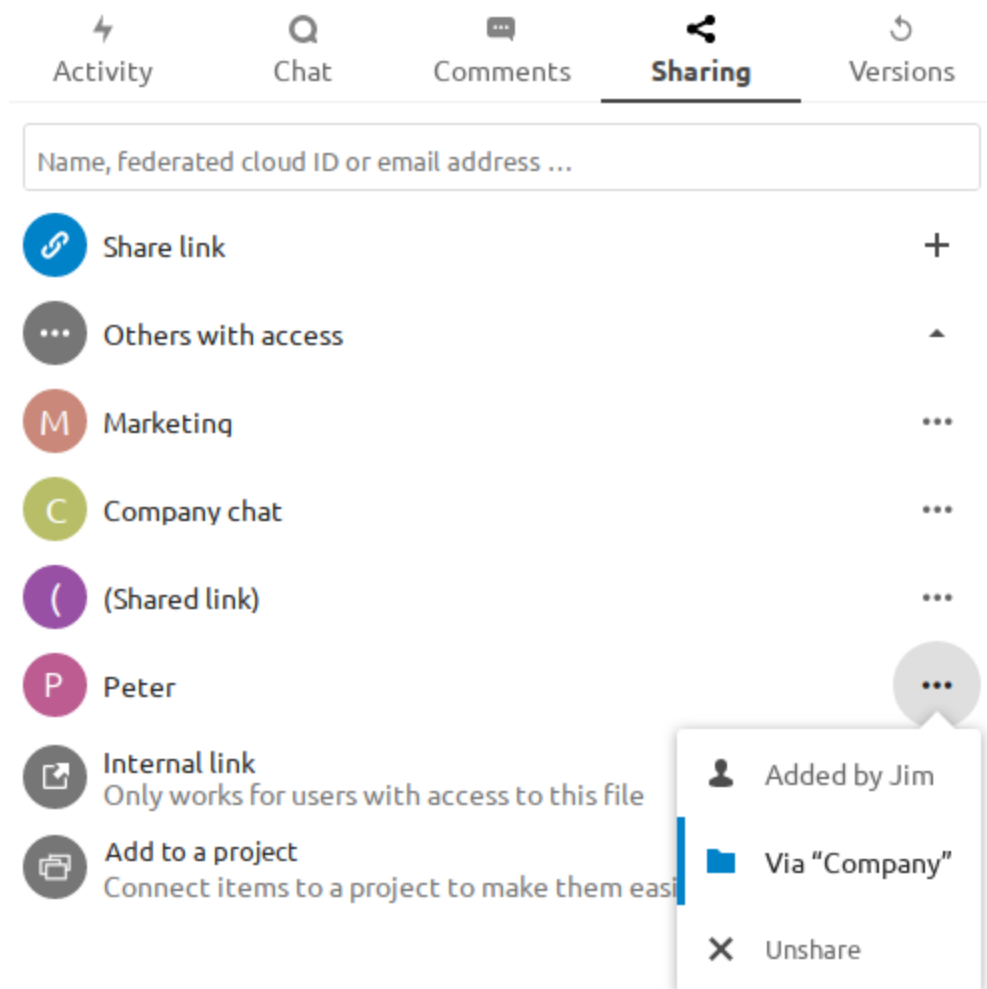 Activity
Chat
Comments
Sharing
Versions
Name, federated cloud ID or email address ...
Share link
Others with access
M
Marketing
C
Company chat
(
(Shared link)
P
Peter
Internal link
Only works for users with access to this file
Added by Jim
Via “Company”
Unshare
Add to a project
Connect items to a project to make them easi